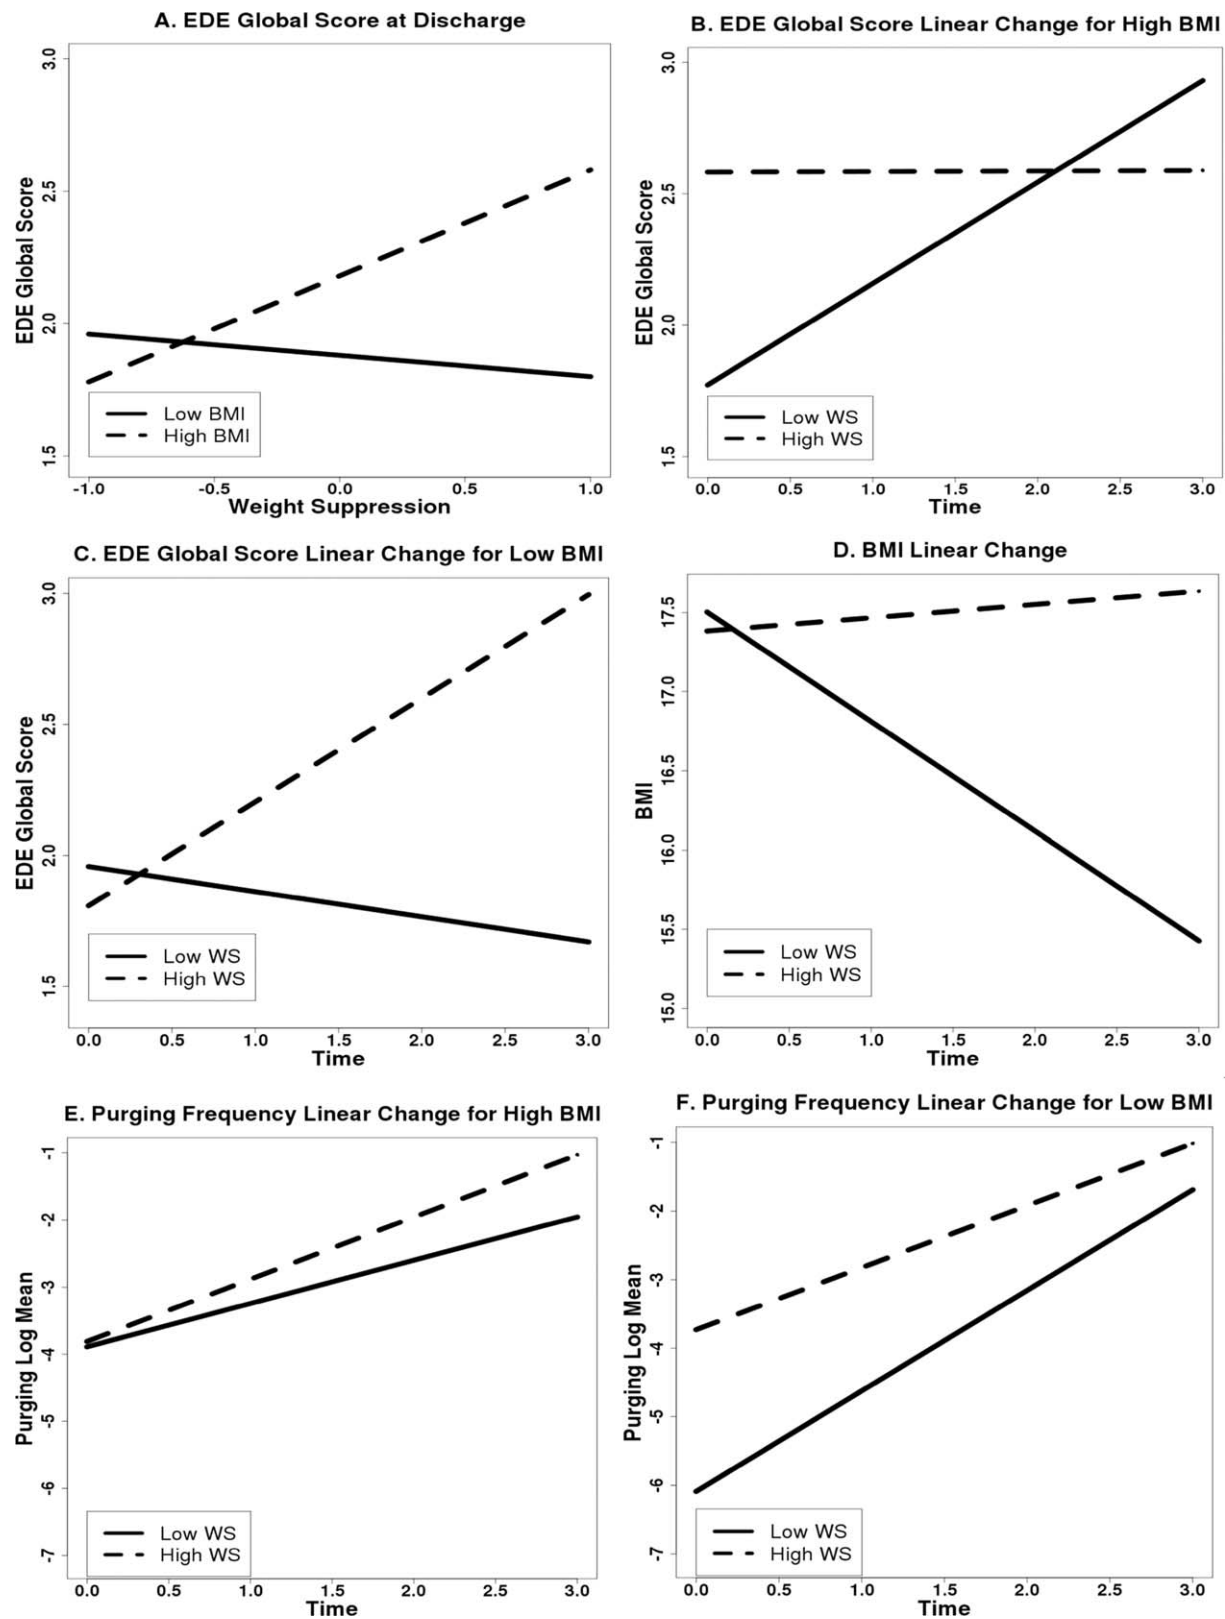 A. EDE Global Score at Discharge
EDE Global Score
3.0
2.5
2.0
1.5
Low BMI
High BMI
-1.0 -0.5 0.0 0.5 1.0
Weight Suppression
B. EDE Global Score Linear Change for High BMI
EDE Global Score
3.0
2.5
2.0
1.5
Low WS
High WS
0.0 0.5 1.0 1.5 2.0 2.5 3.0
Time
C. EDE Global Score Linear Change for Low BMI
EDE Global Score
3.0
2.5
2.0
1.5
Low WS
High WS
0.0 0.5 1.0 1.5 2.0 2.5 3.0
Time
D. BMI Linear Change
BMI
17.5
17.0
16.5
16.0
15.5
15.0
Low WS
High WS
0.0 0.5 1.0 1.5 2.0 2.5 3.0
Time
E. Purging Frequency Linear Change for High BMI
Purging Log Mean
-1
-2
-3
-4
-5
-6
-7
Low WS
High WS
0.0 0.5 1.0 1.5 2.0 2.5 3.0
Time
F. Purging Frequency Linear Change for Low BMI
Purging Log Mean
-1
-2
-3
-4
-5
-6
-7
Low WS
High WS
0.0 0.5 1.0 1.5 2.0 2.5 3.0
Time